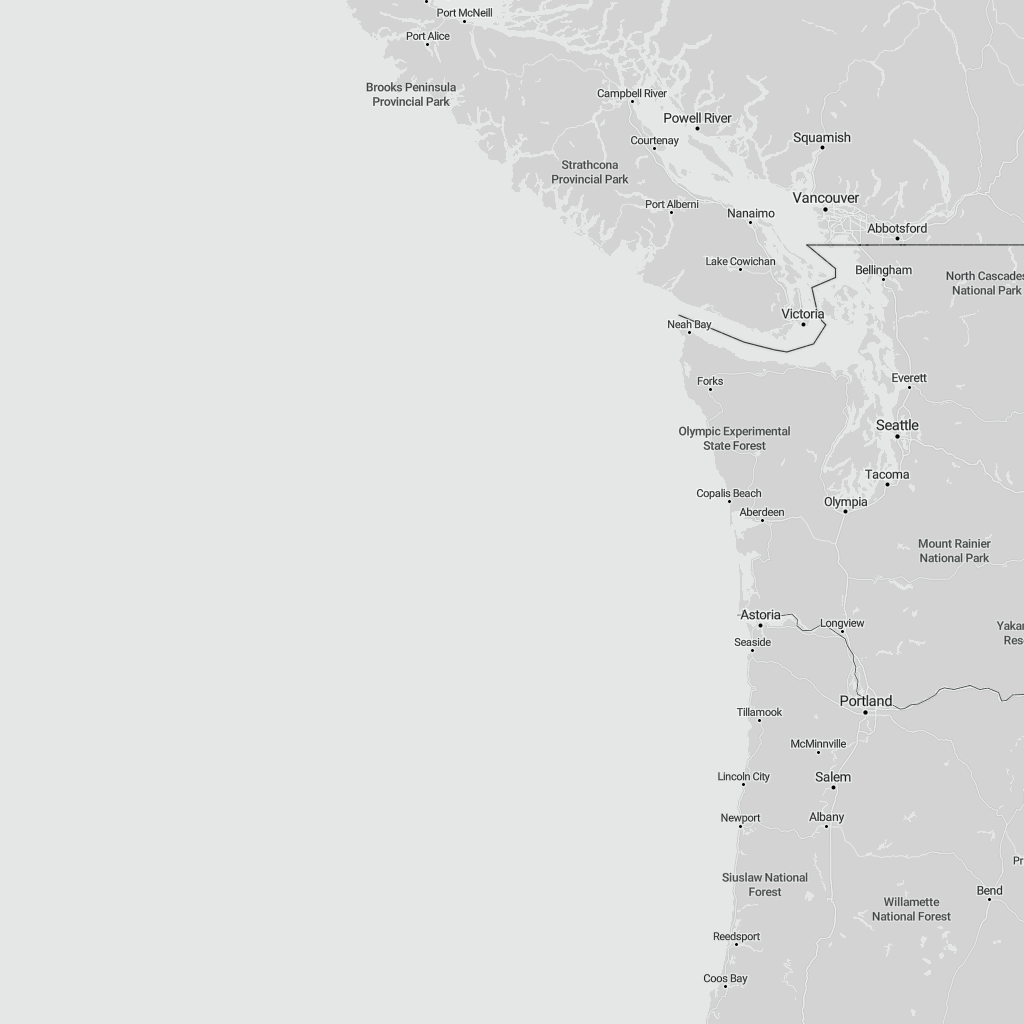 Port McNeill
Port Alice
Brooks Peninsula
Provincial Park
Campbell River
Powell River
Courtenay
Squamish
Strathcona
Provincial Park
Port Alberni
Nanaimo
Vancouver
Abbotsford
Lake Cowichan
Bellingham
North Cascades
National Park
Victoria
Neah Bay
Forks
Everett
Olympic Experimental
State Forest
Seattle
Tacoma
Copalis Beach
Aberdeen
Olympia
Mount Rainier
National Park
Astoria
Longview
Yakam
Rese
Seaside
Portland
Tillamook
McMinnville
Lincoln City
Salem
Newport
Albany
Pr
Siuslaw National
Forest
Bend
Willamette
National Forest
Reedsport
Coos Bay